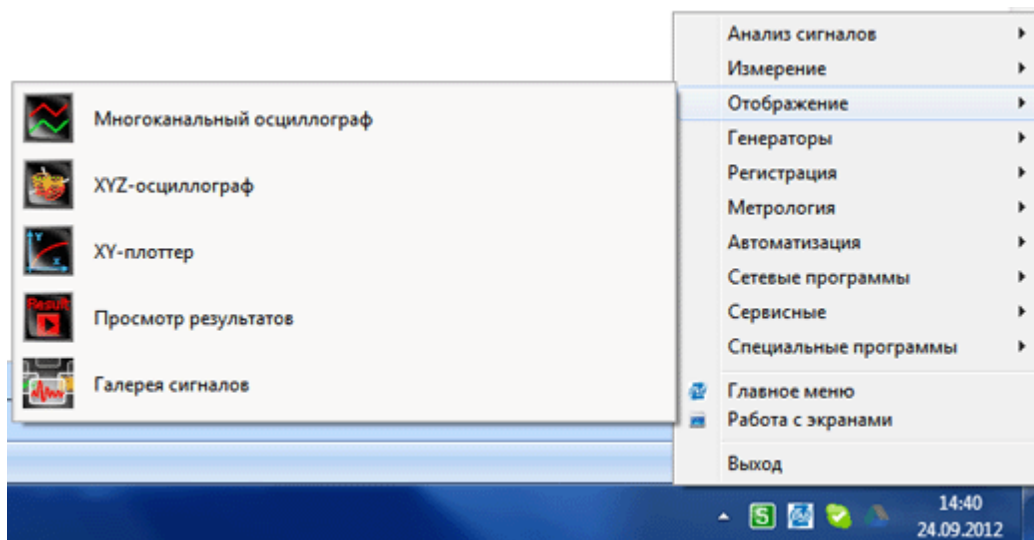 Анализ сигналов
Измерение
Отображение
Генераторы
Регистрация
Метрология
Автоматизация
Сетевые программы
Сервисные
Специальные программы
Главное меню
Работа с экранами
Выход
Многоканальный осциллограф
XYZ-осциллограф
Y
X
XY-плоттер
Result
Просмотр результатов
Галерея сигналов
S
14:40
24.09.2012